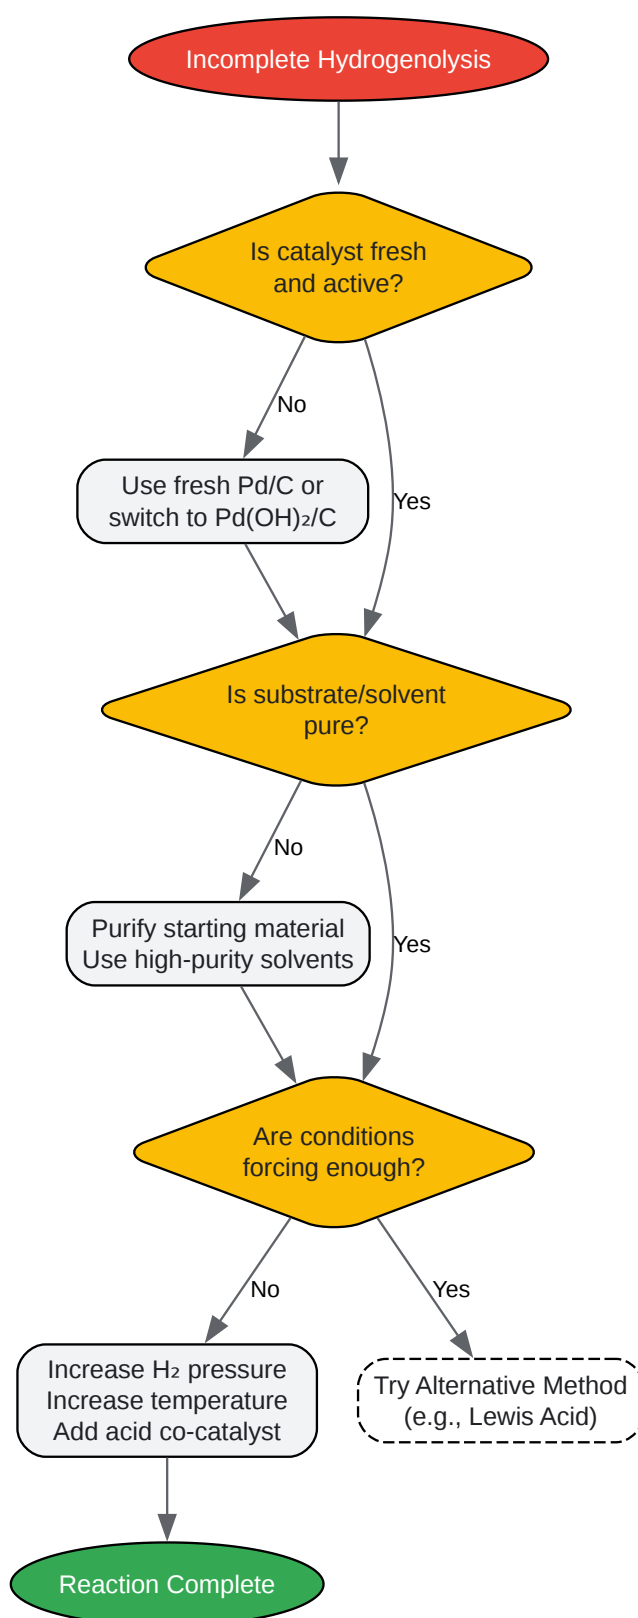 Incomplete Hydrogenolysis
Is catalyst fresh
and active?
No
Use fresh Pd/C or
switch to Pd(OH)₂/C
Yes
Is substrate/solvent
pure?
No
Purify starting material
Use high-purity solvents
Yes
Are conditions
forcing enough?
No
Yes
Increase H₂ pressure
Increase temperature
Add acid co-catalyst
Try Alternative Method
(e.g., Lewis Acid)
Reaction Complete